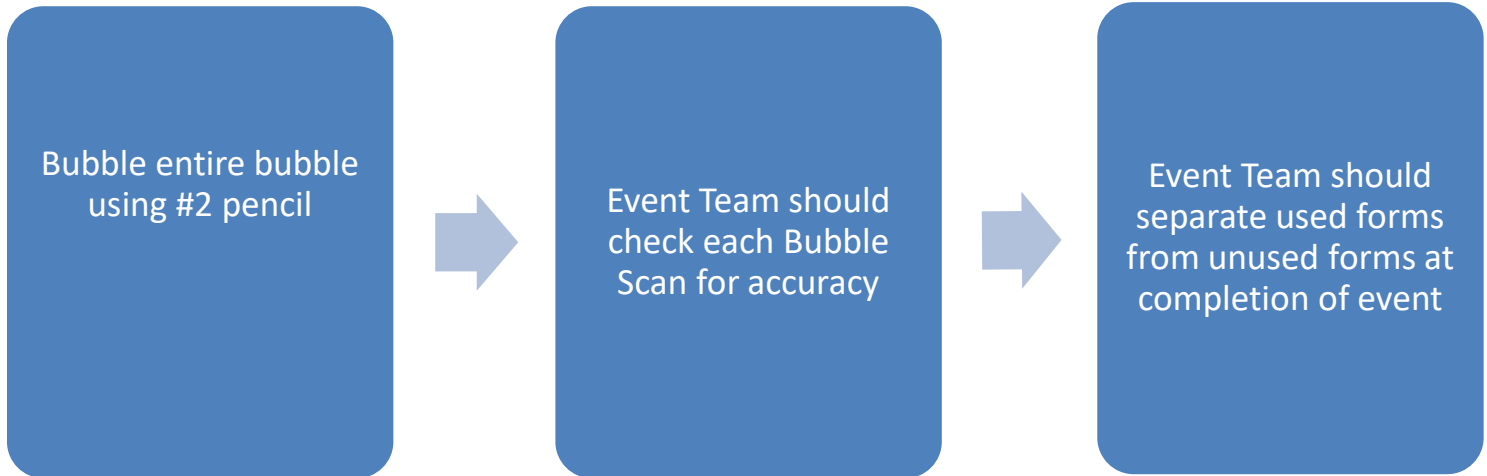 Bubble entire bubble
using #2 pencil
Event Team should
check each Bubble
Scan for accuracy
Event Team should
separate used forms
from unused forms at
completion of event